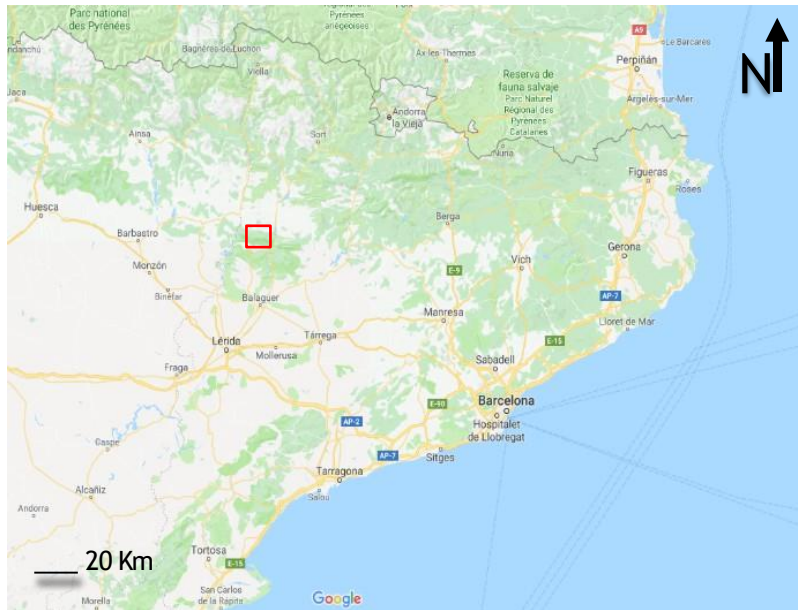 Parc national
des Pyrénées
Pyrénées
ariégeoises
A5
Le Barcarès
Bagnères-de-Luchon
Ax-les-Thermes
Perpiñán
N
Viella
Reserva de
fauna salvaje
Parc Naturel
Régional des
Pyrénées
Catalanes
Jaca
Andorra
la Vieja
Argelès-sur-Mer
Ainsa
Sort
Nuria
Figueras
Roses
Huesca
Berga
Barbastro
Gerona
Monzón
Vich
E-9
Binéfar
Balaguer
AP-7
Manresa
Lloret de Mar
Lérida
Tárrega
E-15
Mollerusa
Fraga
Sabadell
Barcelona
E-90
Hospitalet
de Llobregat
AP-2
Caspe
AP-7
Sitges
Tarragona
Salou
Alcañiz
Andorra
Tortosa
E-15
20 Km
San Carlos
de la Rápita
Morella
Google